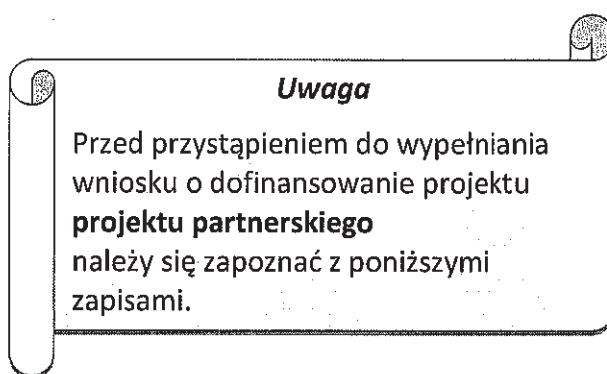 Uwaga
Przed przystąpieniem do wypełniania
wniosku o dofinansowanie projektu
projektu partnerskiego
należy się zapoznać z poniższymi
zapisami.